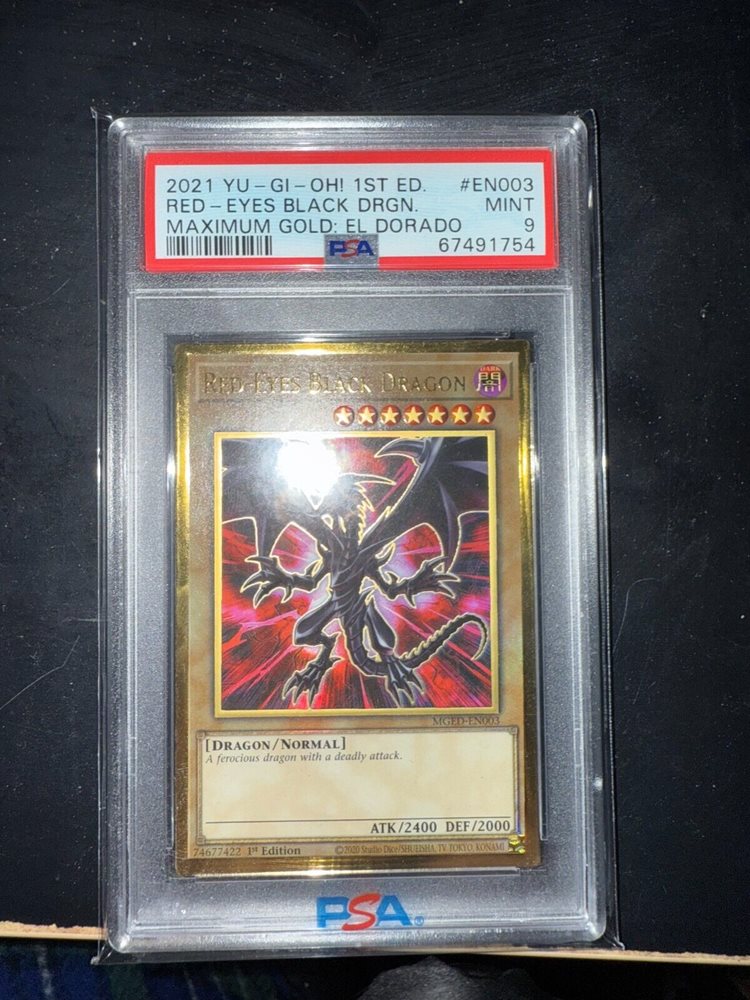 2021 YU-GI-OH! 1ST ED. #EN003
RED-EYES BLACK DRGN. MINT
MAXIMUM GOLD: EL DORADO 9
PSA 67491754
RED-EYES BLACK DRAGON
DARK
闇
MGED-EN003
[DRAGON/NORMAL]
A ferocious dragon with a deadly attack.
ATK/2400 DEF/2000
74677422 1st Edition ©2020 Studio Dice/SHUEISHA, TV TOKYO, KONAMI
PSA®